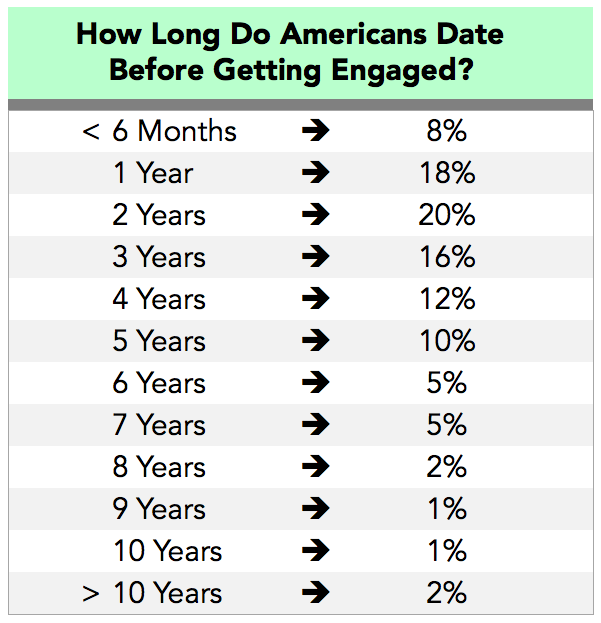 How Long Do Americans Date
Before Getting Engaged?
< 6 Months ➔ 8%
1 Year ➔ 18%
2 Years ➔ 20%
3 Years ➔ 16%
4 Years ➔ 12%
5 Years ➔ 10%
6 Years ➔ 5%
7 Years ➔ 5%
8 Years ➔ 2%
9 Years ➔ 1%
10 Years ➔ 1%
> 10 Years ➔ 2%